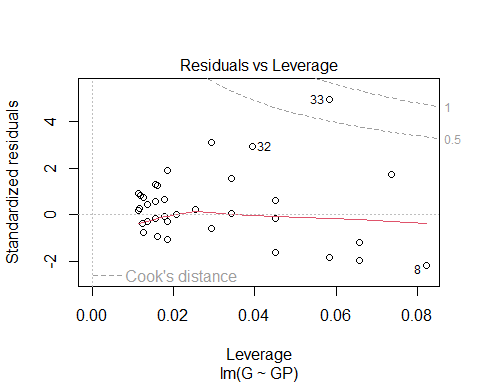 Residuals vs Leverage
Standardized residuals
4
2
0
-2
33
32
8
1
0.5
Cook's distance
0.00
0.02
0.04
0.06
0.08
Leverage
lm(G ~ GP)